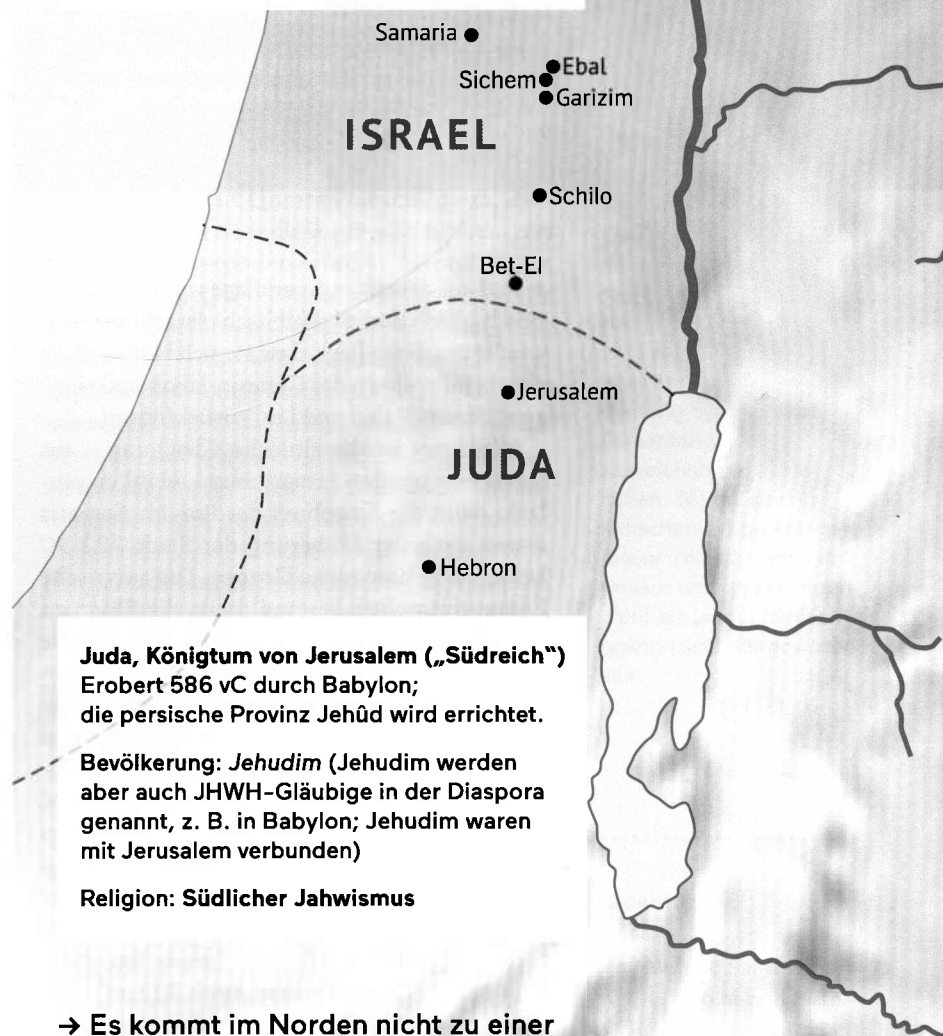 Samaria
Ebal
Sichem
Garizim
ISRAEL
Schilo
Bet-El
Jerusalem
JUDA
Hebron
Juda, Königtum von Jerusalem („Südreich“)
Erobert 586 vC durch Babylon;
die persische Provinz Jehûd wird errichtet.
Bevölkerung: Jehudim (Jehudim werden
aber auch JHWH-Gläubige in der Diaspora
genannt, z. B. in Babylon; Jehudim waren
mit Jerusalem verbunden)
Religion: Südlicher Jahwismus
→ Es kommt im Norden nicht zu einer